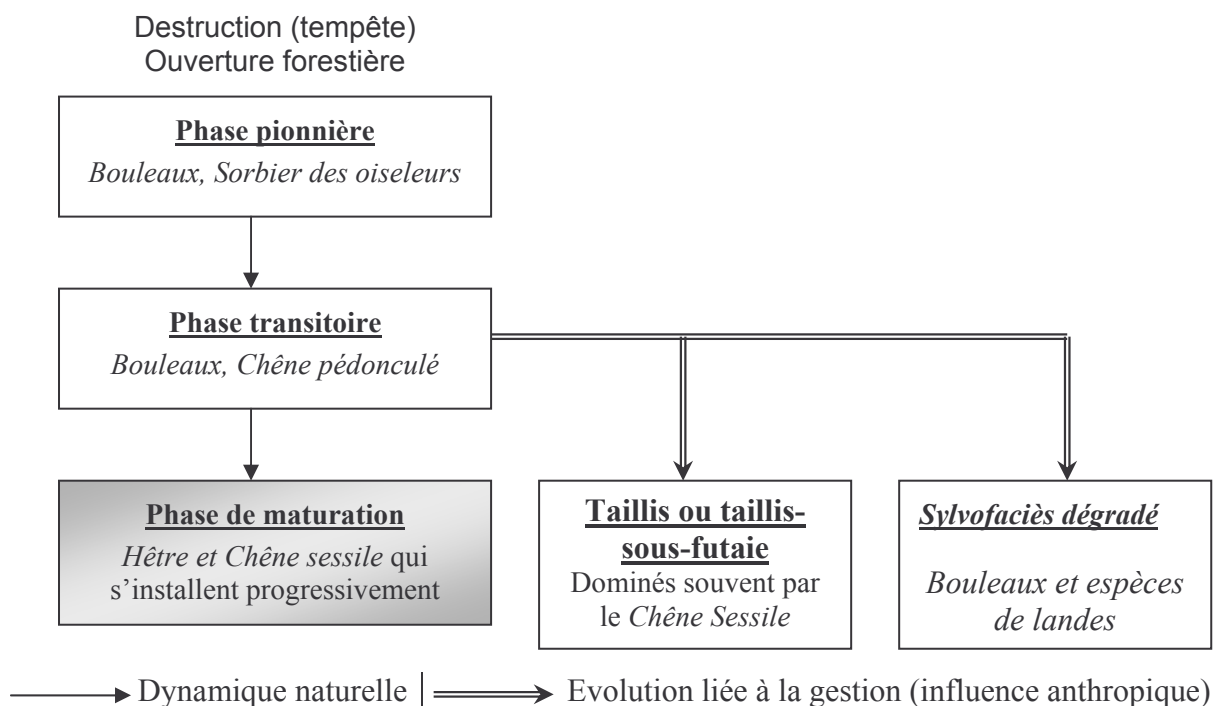 Destruction (tempête)
Ouverture forestière
Phase pionnière
Bouleaux, Sorbier des oiseleurs
Phase transitoire
Bouleaux, Chêne pédonculé
Phase de maturation
Hêtre et Chêne sessile qui
s'installent progressivement
Taillis ou taillis-
sous-futaie
Dominés souvent par
le Chêne Sessile
Sylvofaciès dégradé
Bouleaux et espèces
de landes
Dynamique naturelle | Evolution liée à la gestion (influence anthropique)